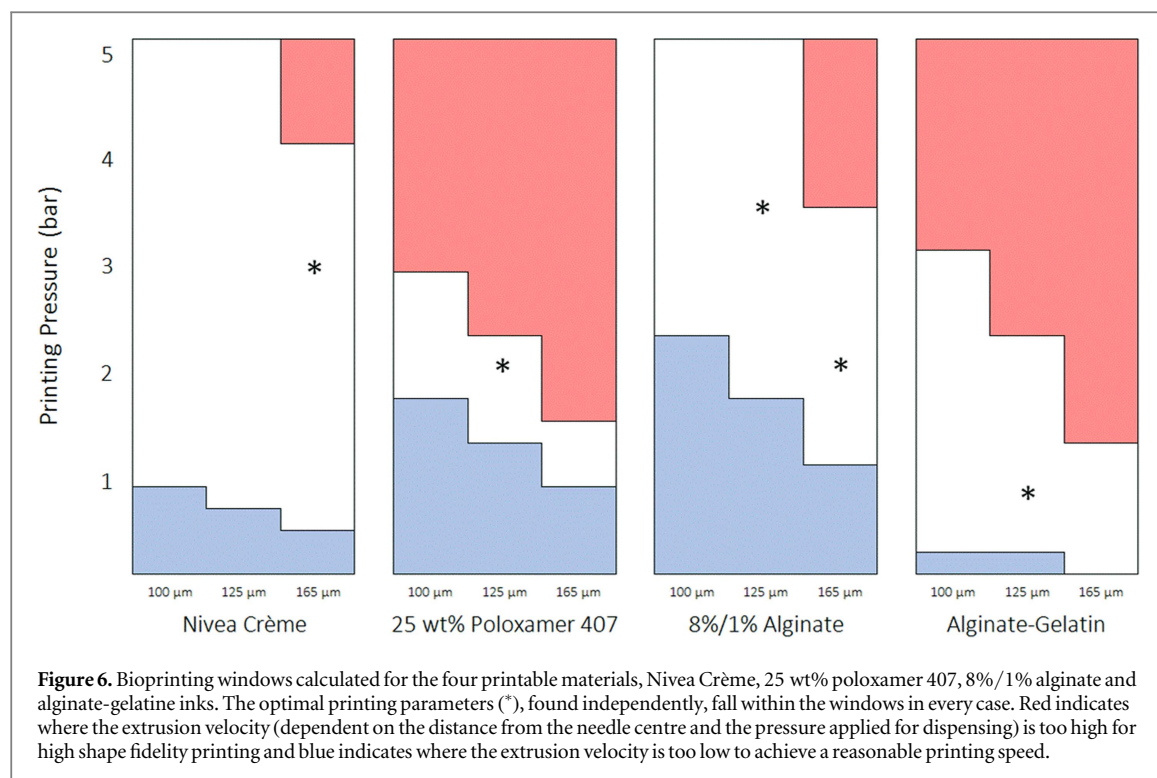 5
4
3
2
1
Printing Pressure (bar)
*
*
*
*
*
100 µm 125 µm 165 µm 100 µm 125 µm 165 µm 100 µm 125 µm 165 µm 100 µm 125 µm 165 µm
Nivea Crème 25 wt% Poloxamer 407 8%/1% Alginate Alginate-Gelatin
Figure 6. Bioprinting windows calculated for the four printable materials, Nivea Crème, 25 wt% poloxamer 407, 8%/1% alginate and
alginate-gelatine inks. The optimal printing parameters (*), found independently, fall within the windows in every case. Red indicates
where the extrusion velocity (dependent on the distance from the needle centre and the pressure applied for dispensing) is too high for
high shape fidelity printing and blue indicates where the extrusion velocity is too low to achieve a reasonable printing speed.